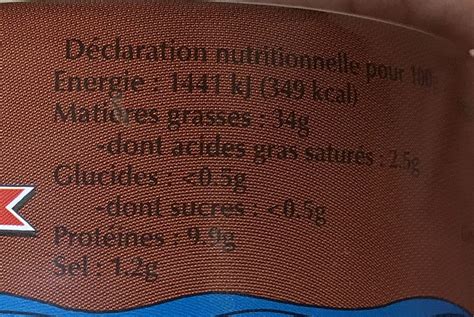 Déclaration nutritionnelle pour 100
Energie : 1441 kJ (349 kcal)
Matières grasses : 34g
-dont acides gras saturés : 2.5g
Glucides : <0.5g
-dont sucres : <0.5g
Protéines : 9.9g
Sel : 1.2g